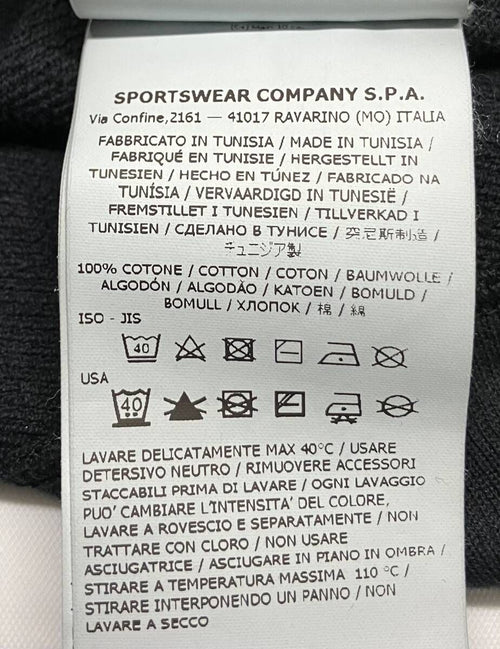 SPORTSWEAR COMPANY S.P.A.
Via Confine,2161 — 41017 RAVARINO (MO) ITALIA
FABBRICATO IN TUNISIA / MADE IN TUNISIA /
FABRIQUÉ EN TUNISIE / HERGESTELLT IN
TUNESIEN / HECHO EN TÚNEZ / FABRICADO NA
TUNÍSIA / VERVAARDIGD IN TUNESIË /
FREMSTILLET I TUNESIEN / TILLVERKAD I
TUNISIEN / СДЕЛАНО В ТУНИСЕ / 突尼斯制造 /
チュニジア製
100% COTONE / COTTON / COTON / BAUMWOLLE /
ALGODÓN / ALGODÃO / KATOEN / BOMULD /
BOMULL / ХЛОПОК / 棉 / 綿
ISO - JIS
40
USA
40
LAVARE DELICATAMENTE MAX 40°C / USARE
DETERSIVO NEUTRO / RIMUOVERE ACCESSORI
STACCABILI PRIMA DI LAVARE / OGNI LAVAGGIO
PUO' CAMBIARE L'INTENSITA' DEL COLORE,
LAVARE A ROVESCIO E SEPARATAMENTE / NON
TRATTARE CON CLORO / NON USARE
ASCIUGATRICE / ASCIUGARE IN PIANO IN OMBRA /
STIRARE A TEMPERATURA MASSIMA 110 °C /
STIRARE INTERPONENDO UN PANNO / NON
LAVARE A SECCO